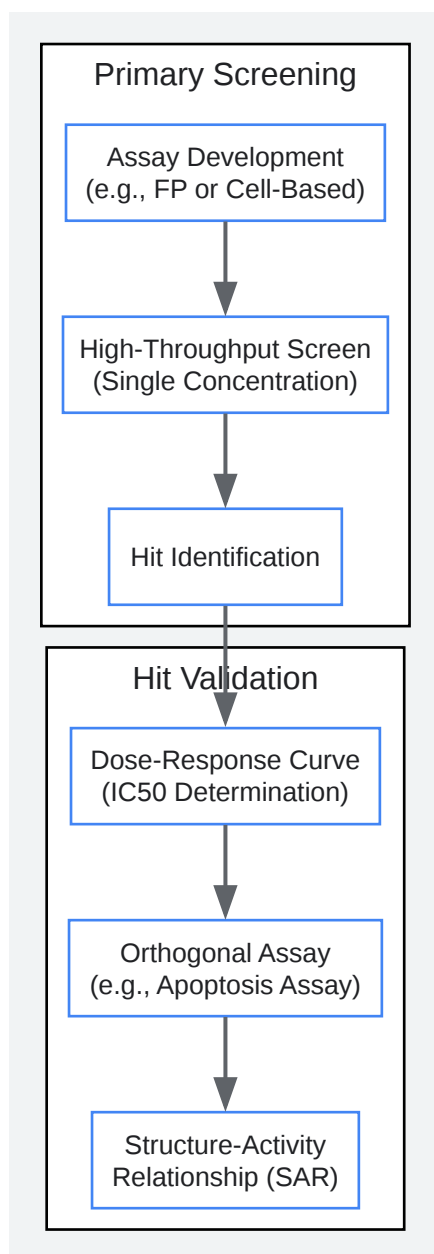 Primary Screening
Assay Development
(e.g., FP or Cell-Based)
High-Throughput Screen
(Single Concentration)
Hit Identification
Hit Validation
Dose-Response Curve
(IC50 Determination)
Orthogonal Assay
(e.g., Apoptosis Assay)
Structure-Activity
Relationship (SAR)